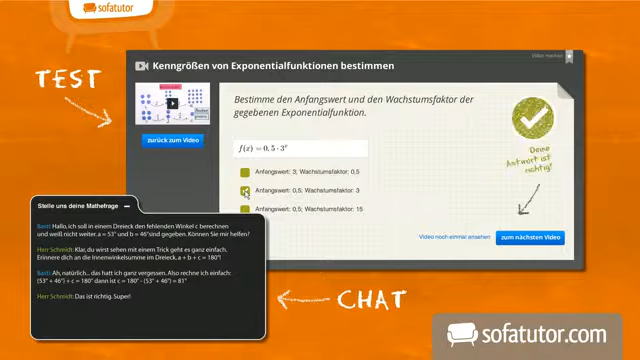 sofatutor
TEST
Video merken
Kenngrößen von Exponentialfunktionen bestimmen
Bestimme den Anfangswert und den Wachstumsfaktor der
gegebenen Exponentialfunktion.
zurück zum Video
f(x) = 0,5 · 3ˣ
Anfangswert: 3; Wachstumsfaktor: 0,5
Anfangswert: 0,5; Wachstumsfaktor: 3
Anfangswert: 0,5; Wachstumsfaktor: 15
Deine
Antwort ist
richtig!
Video noch einmal ansehen
zum nächsten Video
Stelle uns deine Mathefrage
Basti: Hallo, ich soll in einem Dreieck den fehlenden Winkel c berechnen
und weiß nicht weiter. a = 53° und b = 46° sind gegeben. Können Sie mir helfen?
Herr Schmidt: Klar, du wirst sehen mit einem Trick geht es ganz einfach.
Erinnere dich an die Innenwinkelsumme im Dreieck, a + b + c = 180°!
Basti: Ah, natürlich... das hatt ich ganz vergessen. Also rechne ich einfach:
(53° + 46°) + c = 180° dann ist c = 180° - (53° + 46°) = 81°
Herr Schmidt: Das ist richtig. Super!
CHAT
sofatutor.com